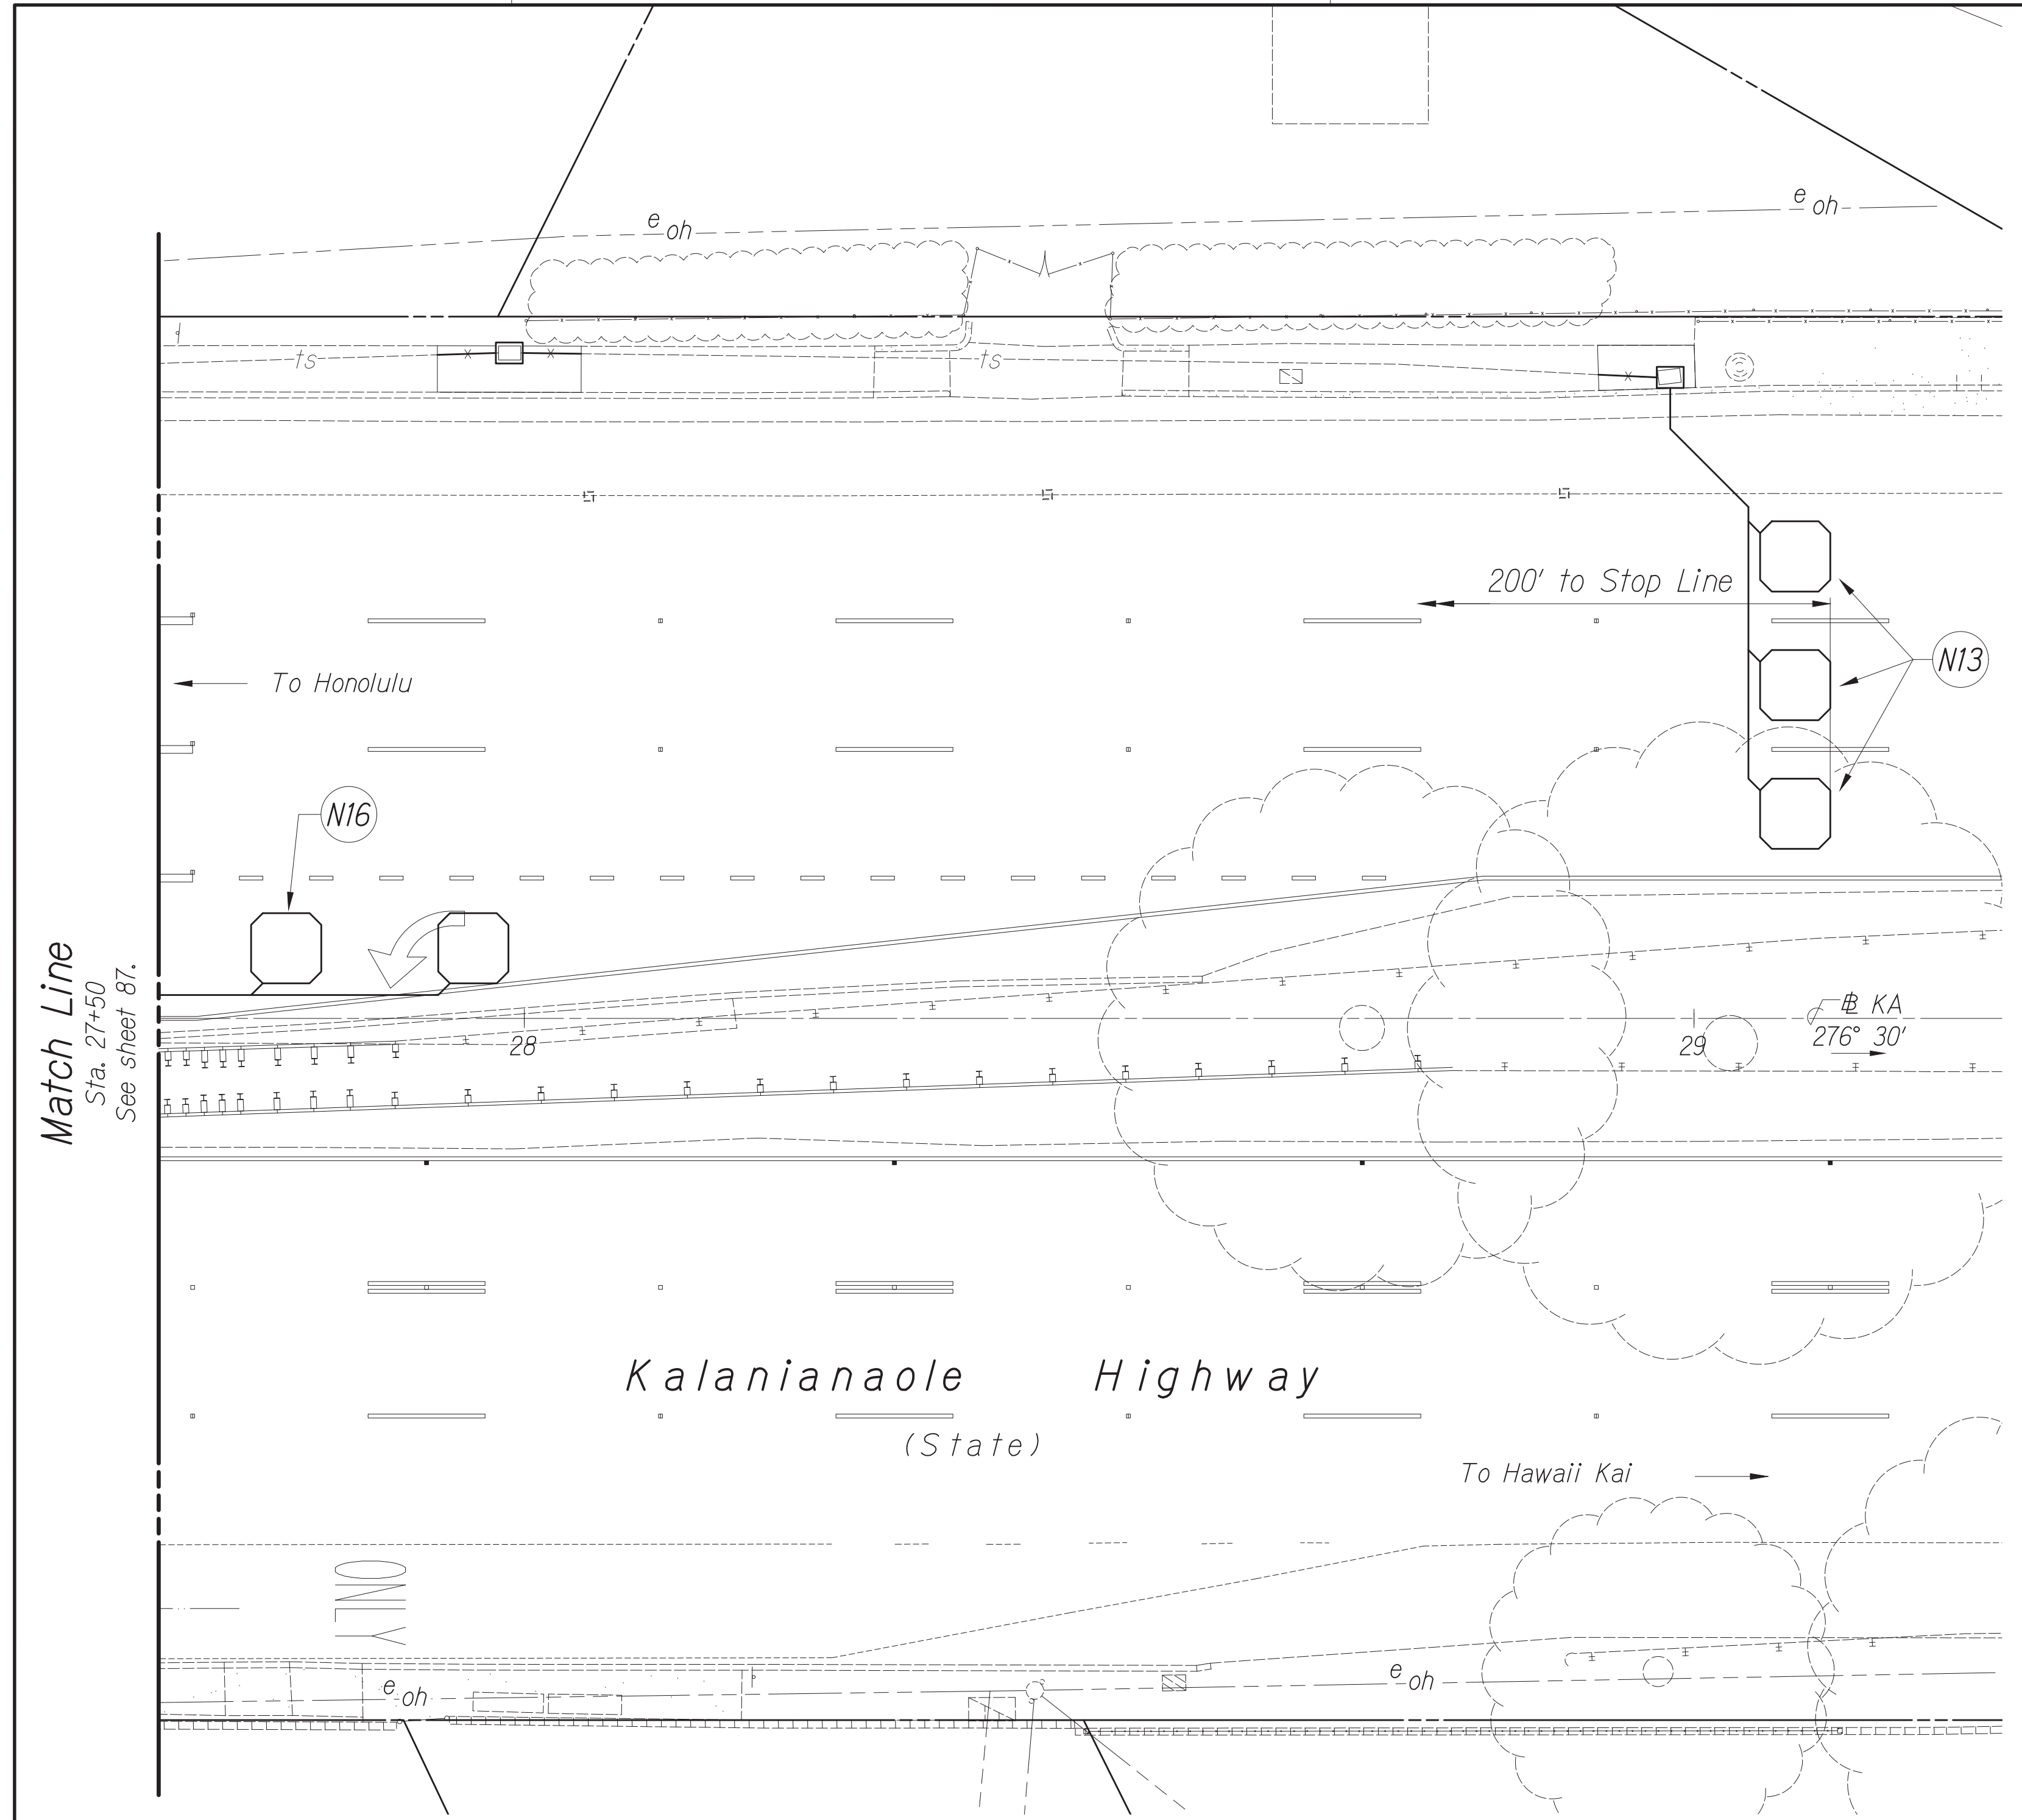 e oh
e oh
ts
ts
200' to Stop Line
N13
To Honolulu
N16
Match Line
Sta. 27+50
See sheet 87.
28
29
℄ KA
276° 30'
Kalanianaole Highway
(State)
To Hawaii Kai
ONLY
e oh
e oh